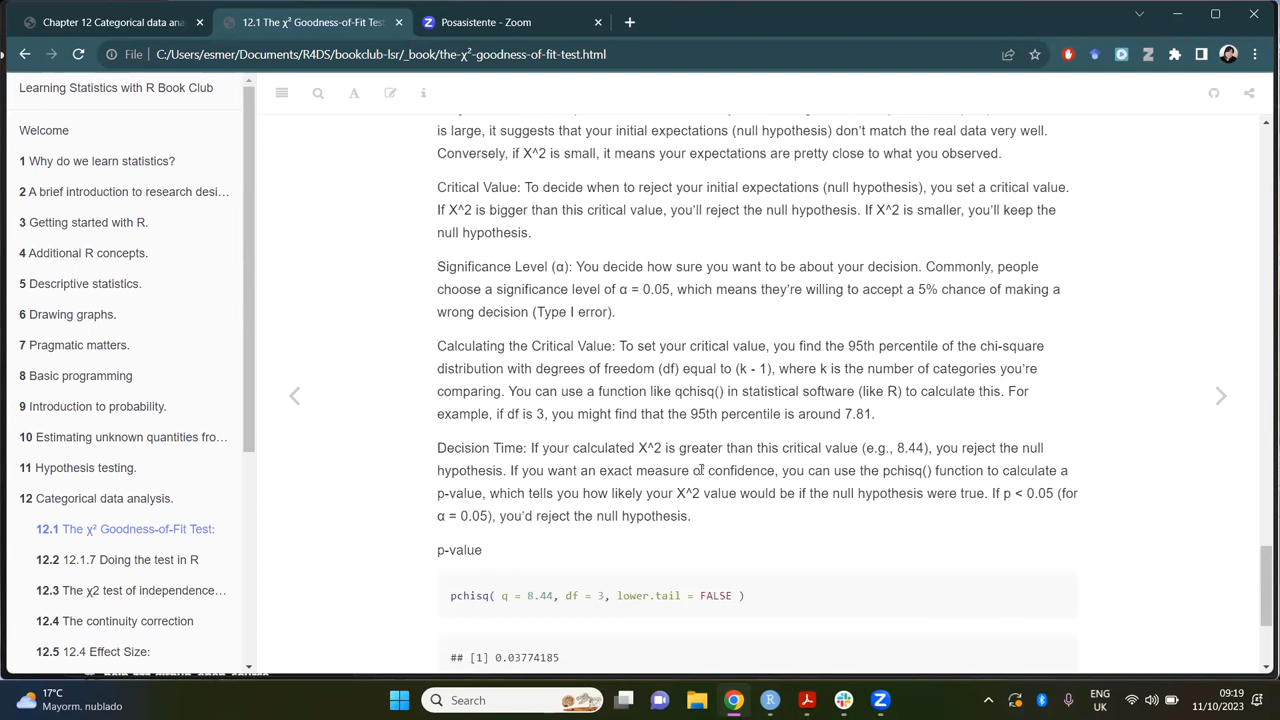 Chapter 12 Categorical data ana
12.1 The χ² Goodness-of-Fit Test
Posasistente - Zoom
File
C:/Users/esmer/Documents/R4DS/bookclub-lsr/_book/the-χ²-goodness-of-fit-test.html
Learning Statistics with R Book Club
Welcome
1 Why do we learn statistics?
2 A brief introduction to research desi...
3 Getting started with R.
4 Additional R concepts.
5 Descriptive statistics.
6 Drawing graphs.
7 Pragmatic matters.
8 Basic programming
9 Introduction to probability.
10 Estimating unknown quantities fro...
11 Hypothesis testing.
12 Categorical data analysis.
12.1 The χ² Goodness-of-Fit Test:
12.2 12.1.7 Doing the test in R
12.3 The χ2 test of independence...
12.4 The continuity correction
12.5 12.4 Effect Size:
is large, it suggests that your initial expectations (null hypothesis) don't match the real data very well.
Conversely, if X^2 is small, it means your expectations are pretty close to what you observed.
Critical Value: To decide when to reject your initial expectations (null hypothesis), you set a critical value.
If X^2 is bigger than this critical value, you'll reject the null hypothesis. If X^2 is smaller, you'll keep the
null hypothesis.
Significance Level (α): You decide how sure you want to be about your decision. Commonly, people
choose a significance level of α = 0.05, which means they're willing to accept a 5% chance of making a
wrong decision (Type I error).
Calculating the Critical Value: To set your critical value, you find the 95th percentile of the chi-square
distribution with degrees of freedom (df) equal to (k - 1), where k is the number of categories you're
comparing. You can use a function like qchisq() in statistical software (like R) to calculate this. For
example, if df is 3, you might find that the 95th percentile is around 7.81.
Decision Time: If your calculated X^2 is greater than this critical value (e.g., 8.44), you reject the null
hypothesis. If you want an exact measure of confidence, you can use the pchisq() function to calculate a
p-value, which tells you how likely your X^2 value would be if the null hypothesis were true. If p < 0.05 (for
α = 0.05), you'd reject the null hypothesis.
p-value
pchisq( q = 8.44, df = 3, lower.tail = FALSE )
## [1] 0.03774185
17°C
Mayorm. nublado
Search
ENG
UK
09:19
11/10/2023